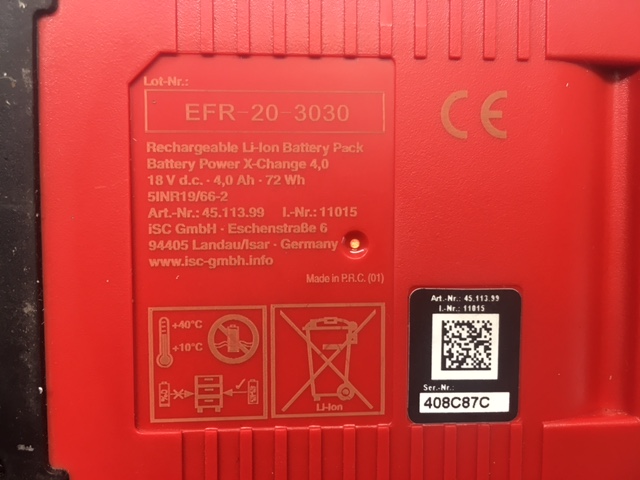 Lot-Nr.:
EFR-20-3030
Rechargeable Li-Ion Battery Pack
Battery Power X-Change 4,0
18 V d.c. · 4,0 Ah · 72 Wh
5INR19/66-2
Art.-Nr.: 45.113.99 I.-Nr.: 11015
iSC GmbH · Eschenstraße 6
94405 Landau/Isar · Germany
www.isc-gmbh.info
Made in P.R.C. (01)
CE
+40°C
+10°C
Li-Ion
Art.-Nr.: 45.113.99
I.-Nr.: 11015
Ser.-Nr.:
408C87C